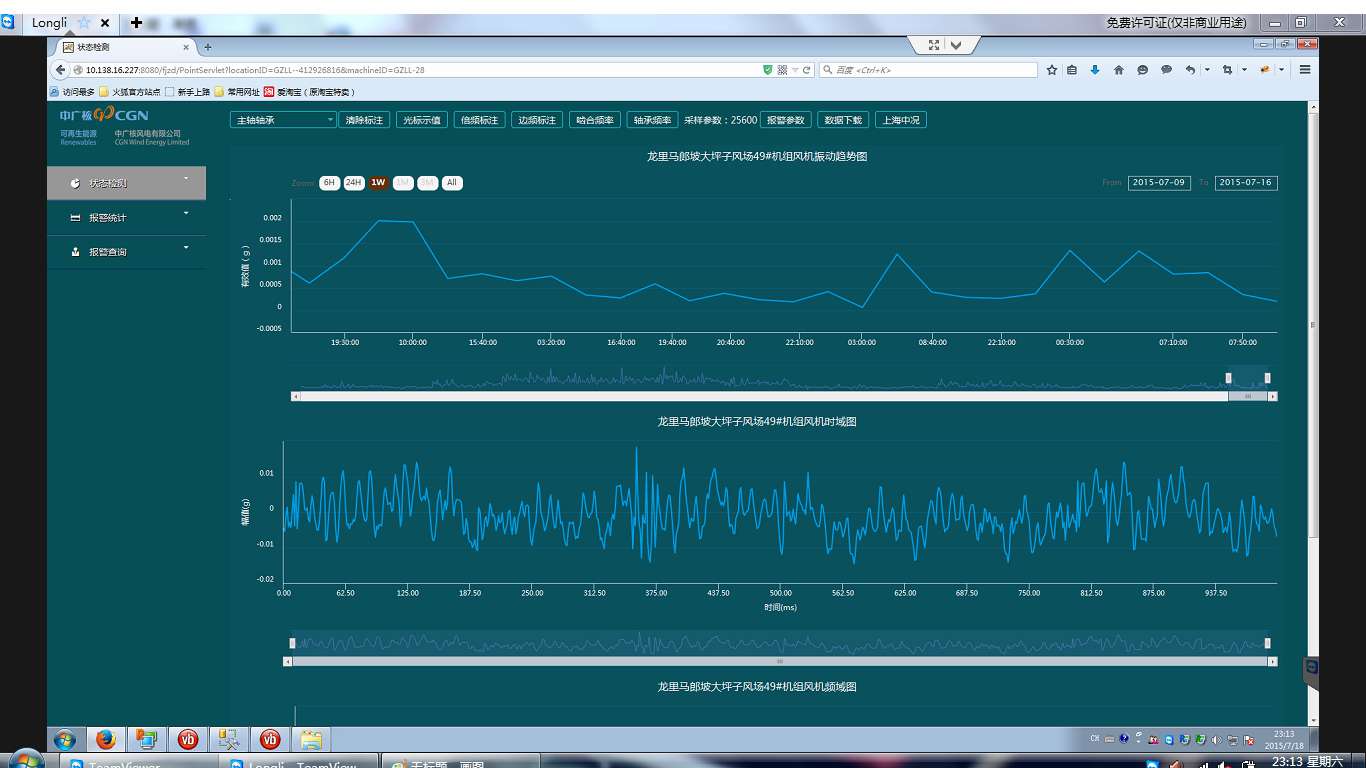 Longli
免费许可证(仅非商业用途)
状态检测
10.138.16.227:8080/fjzd/PointServlet?locationID=GZLL--412926816&machineID=GZLL-28
百度 <Ctrl+K>
访问最多 火狐官方站点 新手上路 常用网址 爱淘宝（原淘宝特卖）
中广核 CGN
可再生能源 中广核风电有限公司
Renewables CGN Wind Energy Limited
主轴轴承 清除标注 光标示值 倍频标注 边频标注 啮合频率 轴承频率 采样参数：25600 报警参数 数据下载 上海中况
状态检测
报警统计
报警查询
龙里马郎坡大坪子风场49#机组风机振动趋势图
Zoom 6H 24H 1W 1M 3M All From 2015-07-09 To 2015-07-16
有效值 ( g )
0.002
0.0015
0.001
0.0005
0
-0.0005
19:30:00 10:00:00 15:40:00 03:20:00 16:40:00 19:40:00 20:40:00 22:10:00 03:00:00 08:40:00 22:10:00 00:30:00 07:10:00 07:50:00
龙里马郎坡大坪子风场49#机组风机时域图
幅值(g)
0.01
0
-0.01
-0.02
0.00 62.50 125.00 187.50 250.00 312.50 375.00 437.50 500.00 562.50 625.00 687.50 750.00 812.50 875.00 937.50
时间(ms)
龙里马郎坡大坪子风场49#机组风机频域图
CH
23:13
2015/7/18
TeamViewer
Longli - TeamView...
无标题 - 画图
23:13 星期六